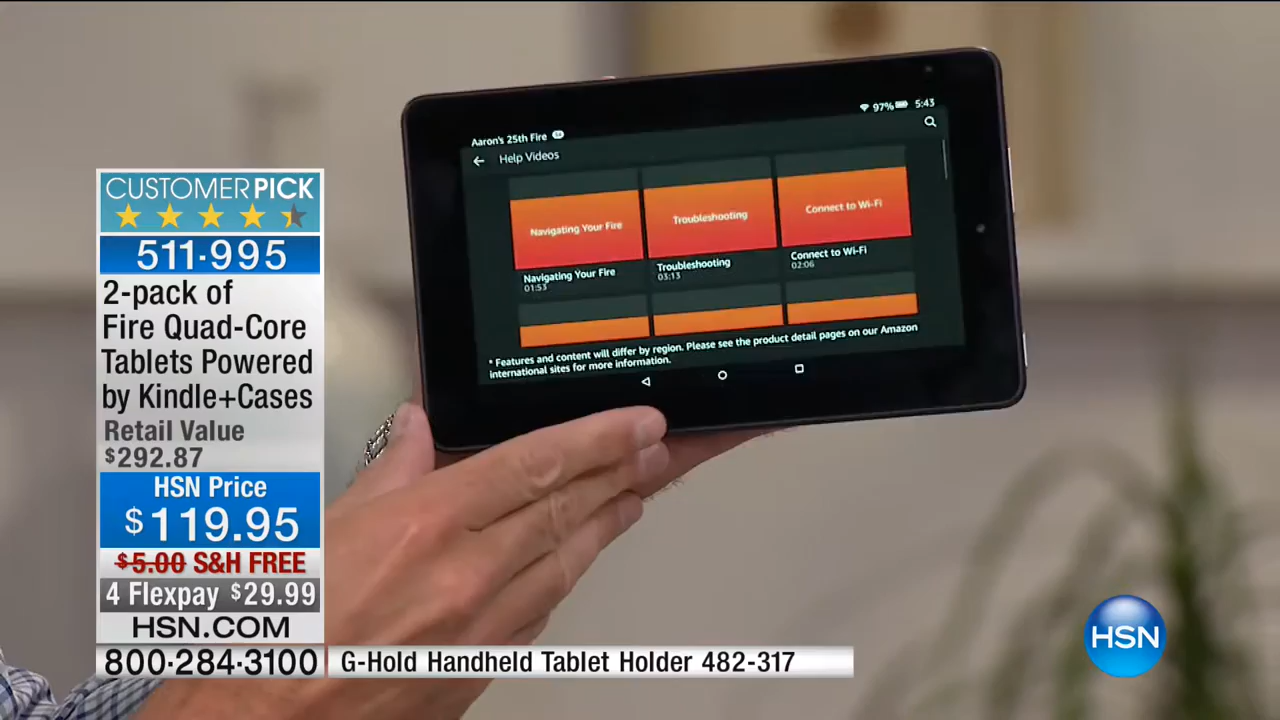 CUSTOMERPICK
511-995
2-pack of
Fire Quad-Core
Tablets Powered
by Kindle+Cases
Retail Value
$292.87
HSN Price
$119.95
$5.00 S&H FREE
4 Flexpay $29.99
HSN.COM
800-284-3100
G-Hold Handheld Tablet Holder 482-317
Aaron's 25th Fire
97% 5:43
Help Videos
Navigating Your Fire
Troubleshooting
Connect to Wi-Fi
Navigating Your Fire
01:53
Troubleshooting
03:13
Connect to Wi-Fi
02:06
* Features and content will differ by region. Please see the product detail pages on our Amazon
international sites for more information.
HSN